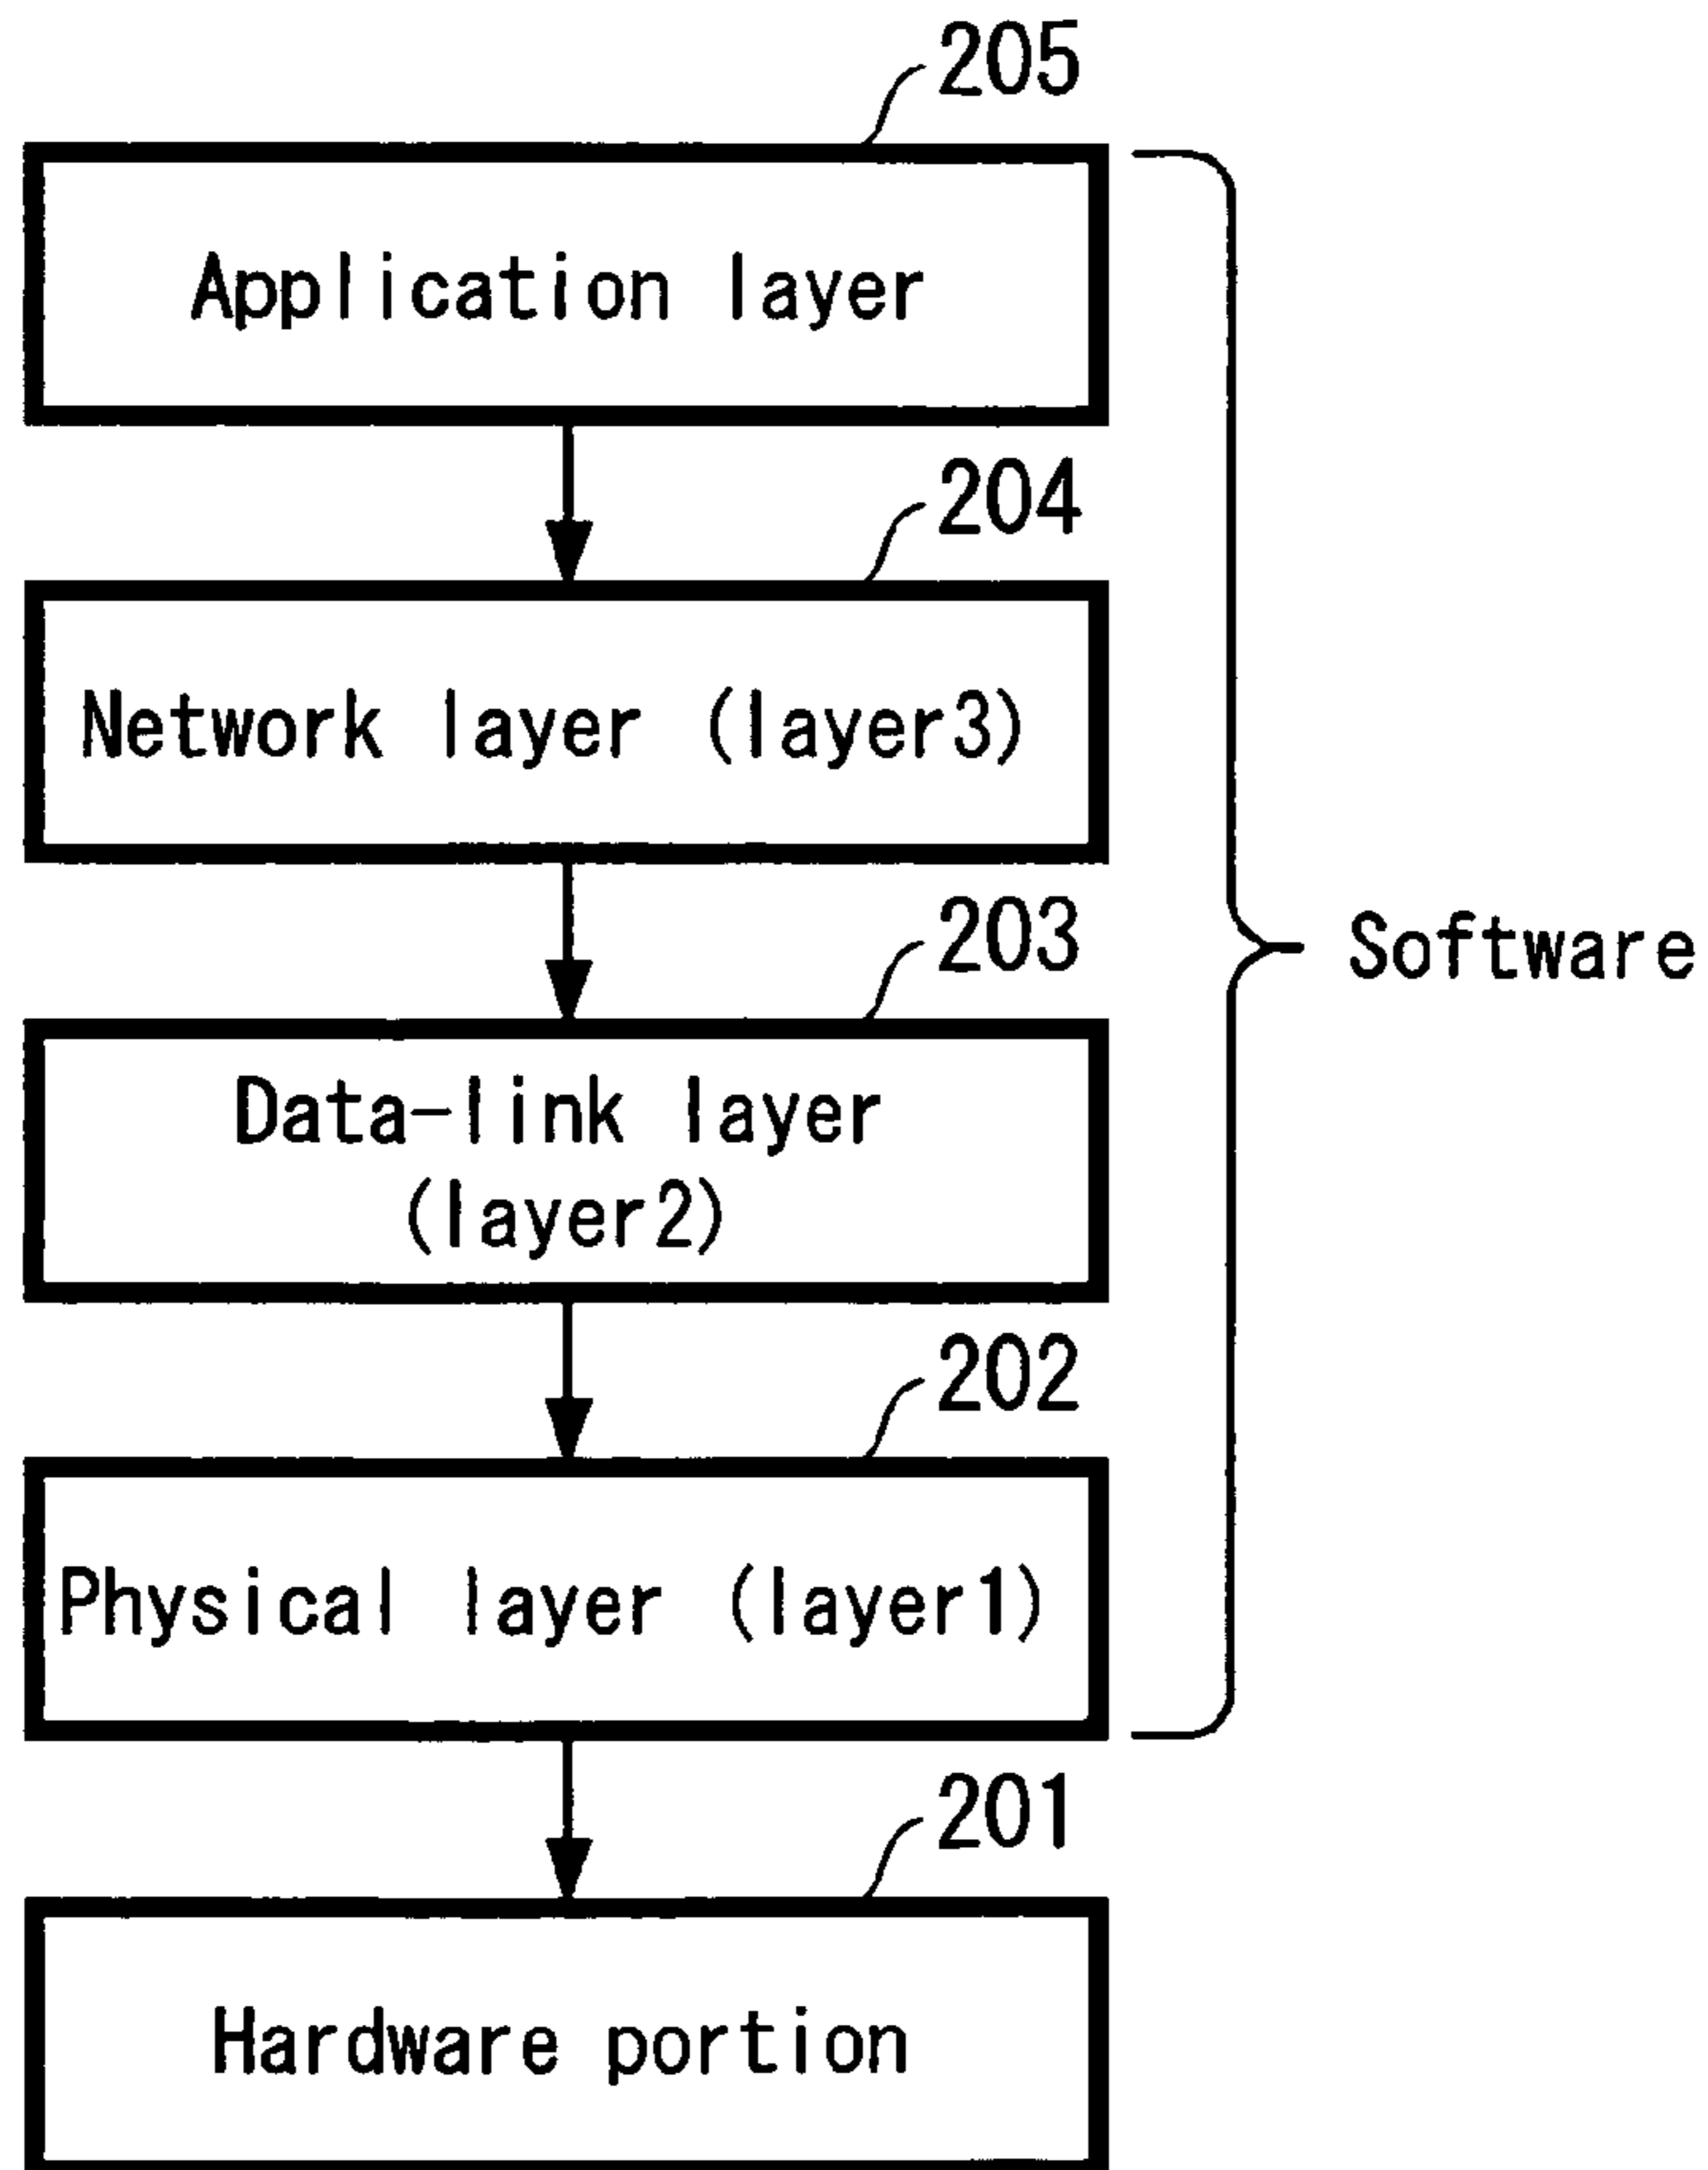 205
Application layer
204
Network layer (layer3)
203
Software
Data-link layer
(layer2)
202
Physical layer (layer1)
201
Hardware portion